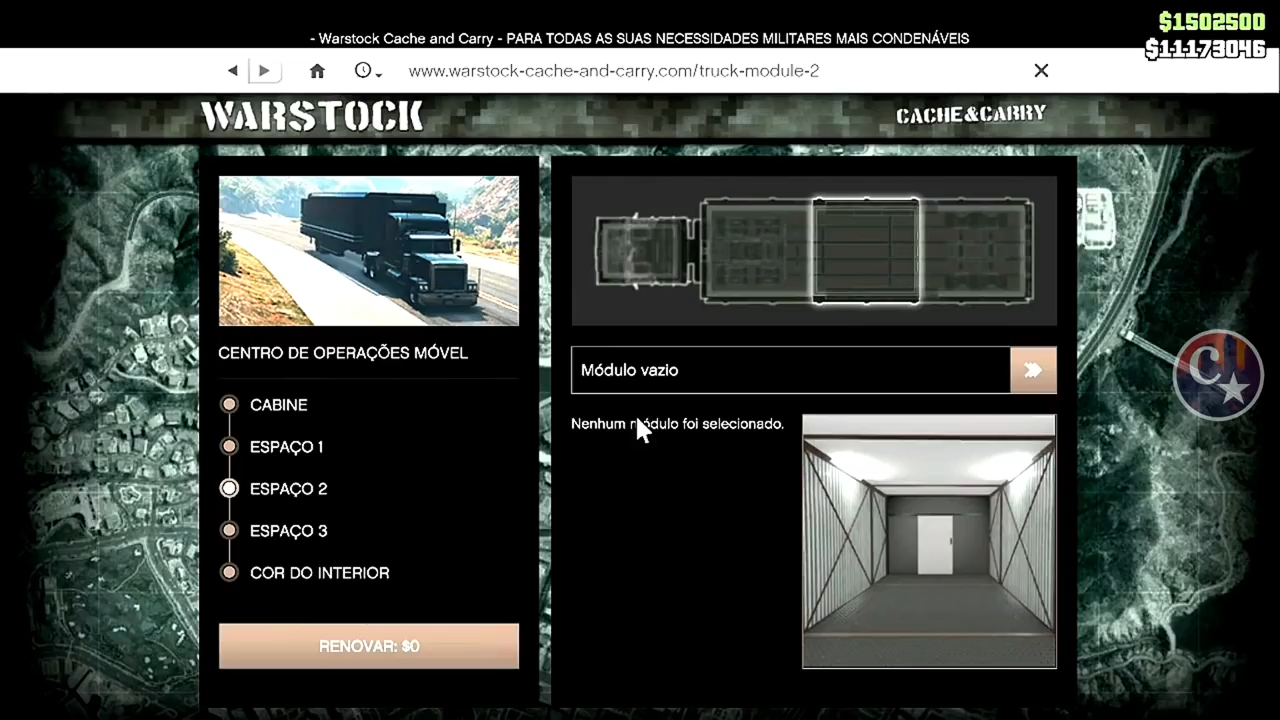 - Warstock Cache and Carry - PARA TODAS AS SUAS NECESSIDADES MILITARES MAIS CONDENÁVEIS
$1502500
$11173046
www.warstock-cache-and-carry.com/truck-module-2
WARSTOCK
CACHE&CARRY
CENTRO DE OPERAÇÕES MÓVEL
CABINE
ESPAÇO 1
ESPAÇO 2
ESPAÇO 3
COR DO INTERIOR
RENOVAR: $0
Módulo vazio
Nenhum módulo foi selecionado.
C